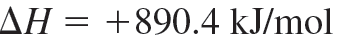 ΔH = +890.4 kJ/mol